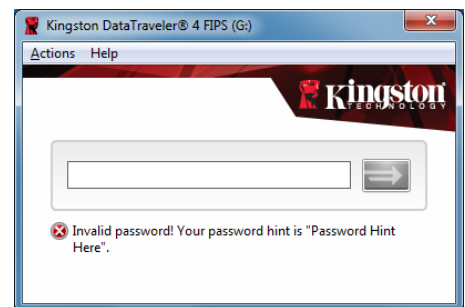 Kingston DataTraveler® 4 FIPS (G:)
Actions Help
Kingston
TECHNOLOGY
Invalid password! Your password hint is "Password Hint
Here".